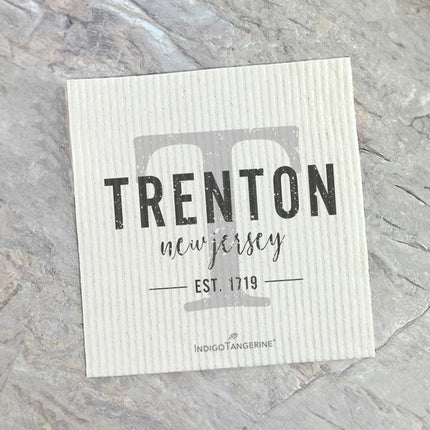 T
TRENTON
new jersey
EST. 1719
INDIGOTANGERINE®